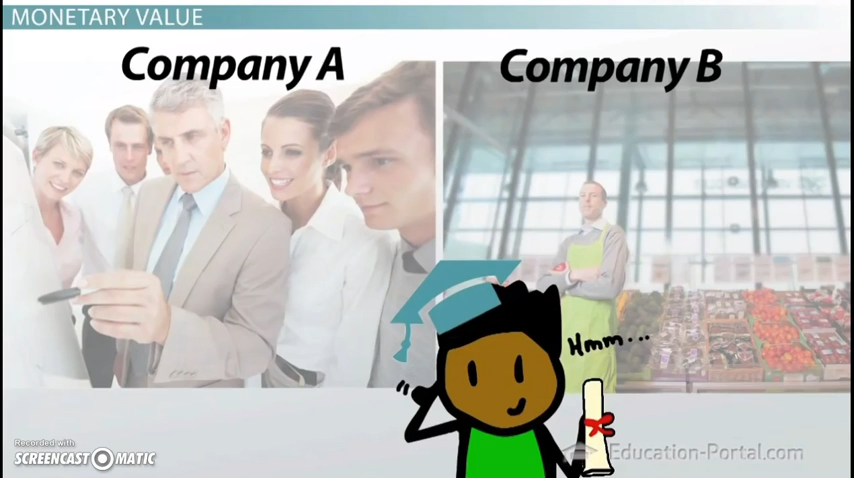 MONETARY VALUE
Company A
Company B
Hmm...
Recorded with
SCREENCAST MATIC
Education-Portal.com